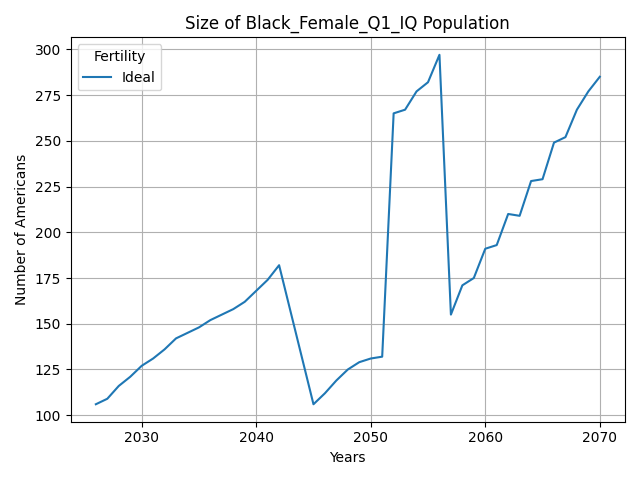 Size of Black_Female_Q1_IQ Population
Fertility
Ideal
Number of Americans
300
275
250
225
200
175
150
125
100
2030
2040
2050
2060
2070
Years